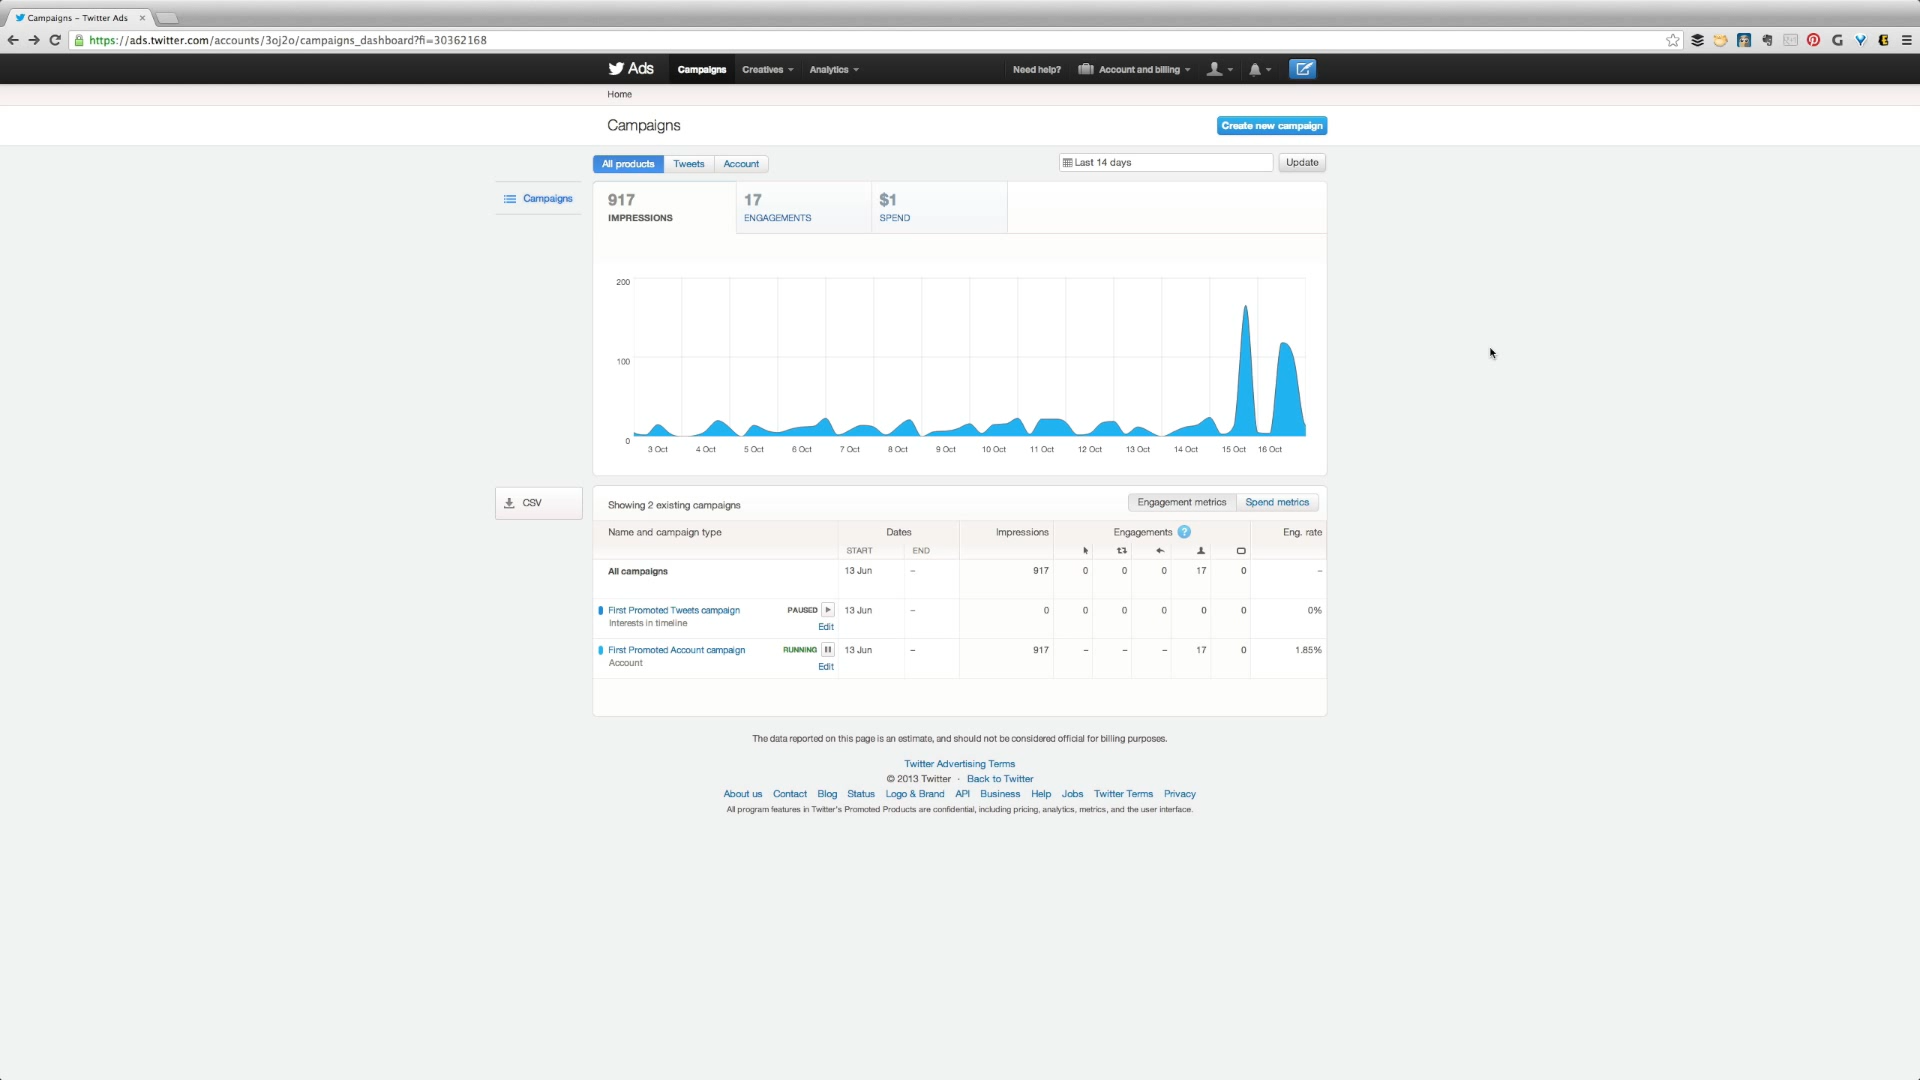 Campaigns – Twitter Ads
https://ads.twitter.com/accounts/3oj2o/campaigns_dashboard?fi=30362168
Ads Campaigns Creatives Analytics Need help? Account and billing
Home
Campaigns Create new campaign
All products Tweets Account Last 14 days Update
Campaigns
917 17 $1
IMPRESSIONS ENGAGEMENTS SPEND
200
100
0
3 Oct 4 Oct 5 Oct 6 Oct 7 Oct 8 Oct 9 Oct 10 Oct 11 Oct 12 Oct 13 Oct 14 Oct 15 Oct 16 Oct
CSV
Showing 2 existing campaigns Engagement metrics Spend metrics
Name and campaign type Dates Impressions Engagements ? Eng. rate
START END
All campaigns 13 Jun – 917 0 0 0 17 0 –
First Promoted Tweets campaign PAUSED 13 Jun – 0 0 0 0 0 0 0%
Interests in timeline Edit
First Promoted Account campaign RUNNING 13 Jun – 917 – – – 17 0 1.85%
Account Edit
The data reported on this page is an estimate, and should not be considered official for billing purposes.
Twitter Advertising Terms
© 2013 Twitter · Back to Twitter
About us Contact Blog Status Logo & Brand API Business Help Jobs Twitter Terms Privacy
All program features in Twitter's Promoted Products are confidential, including pricing, analytics, metrics, and the user interface.